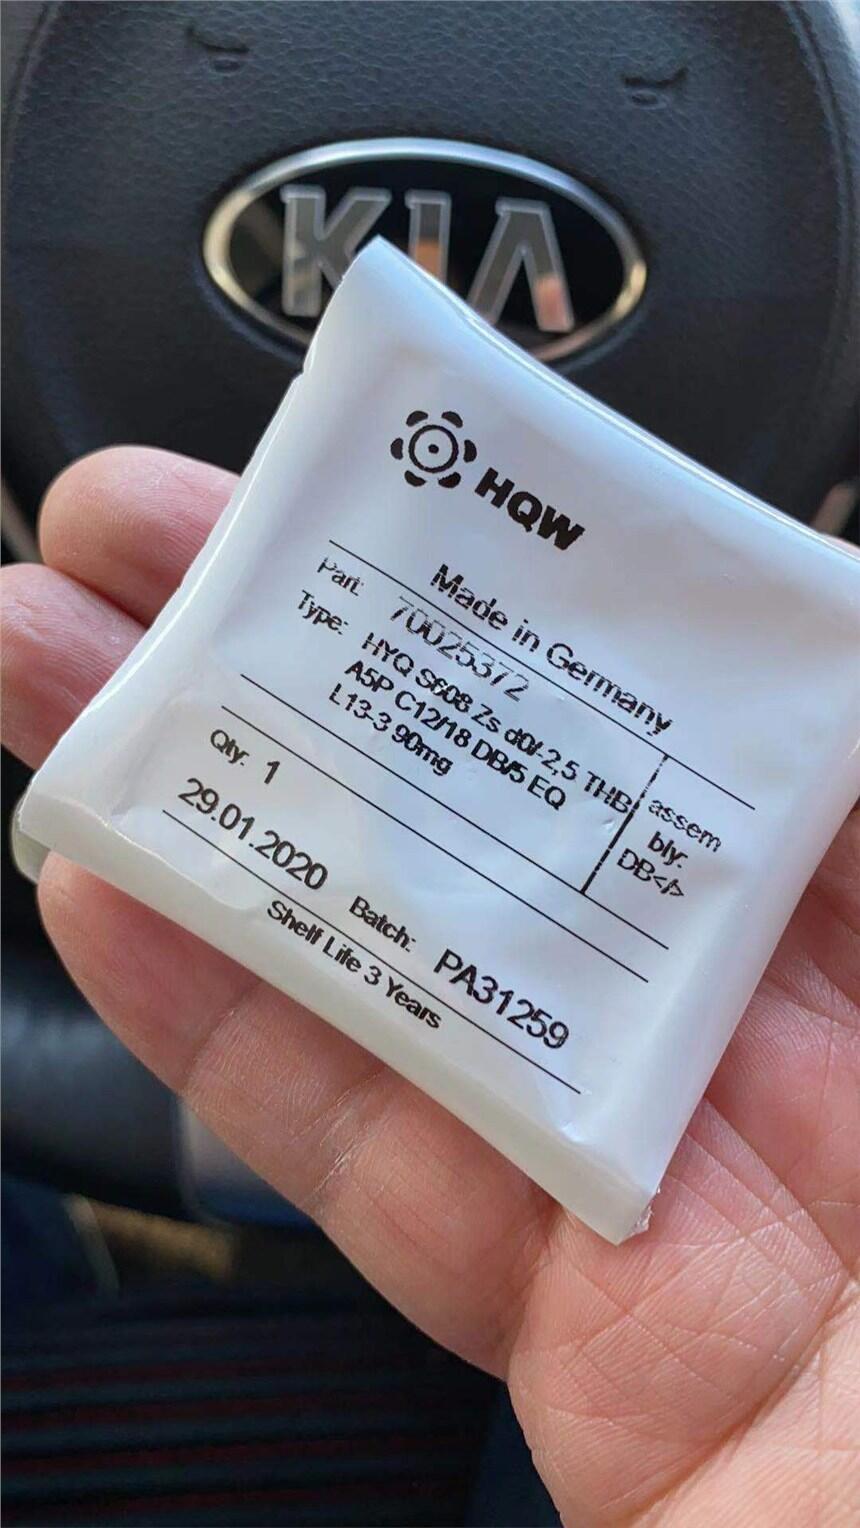 KIA
HQW
Made in Germany
Part: 70025372
Type: HYQ S608 Zs d0/-2,5 THB
A5P C12/18 DB/5 EQ
L13-3 90mg
assem
bly:
DB</>
Qty: 1
29.01.2020 Batch: PA31259
Shelf Life 3 Years